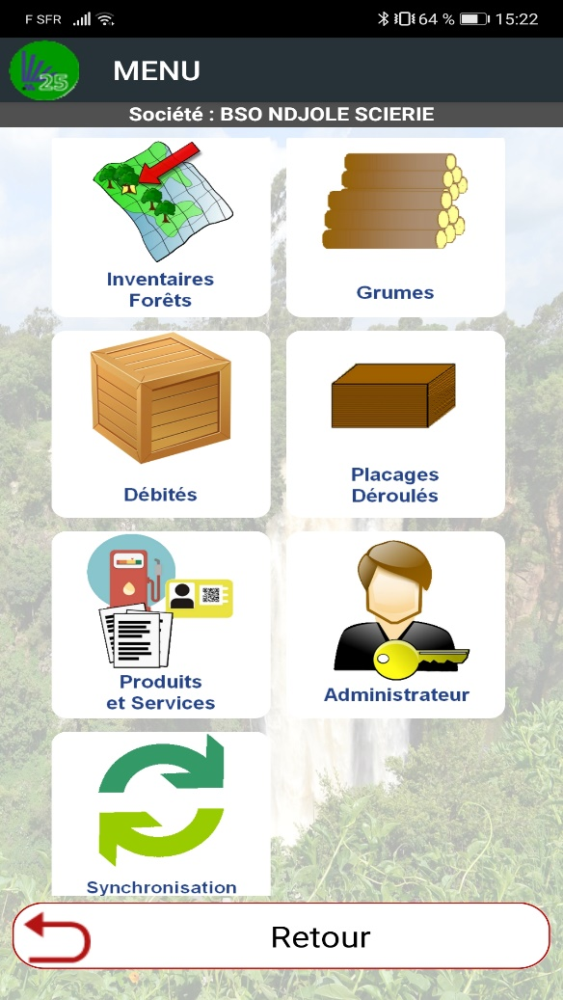 F SFR 64 % 15:22
25 MENU
Société : BSO NDJOLE SCIERIE
Inventaires
Forêts
Grumes
Débités
Placages
Déroulés
Produits
et Services
Administrateur
Synchronisation
Retour